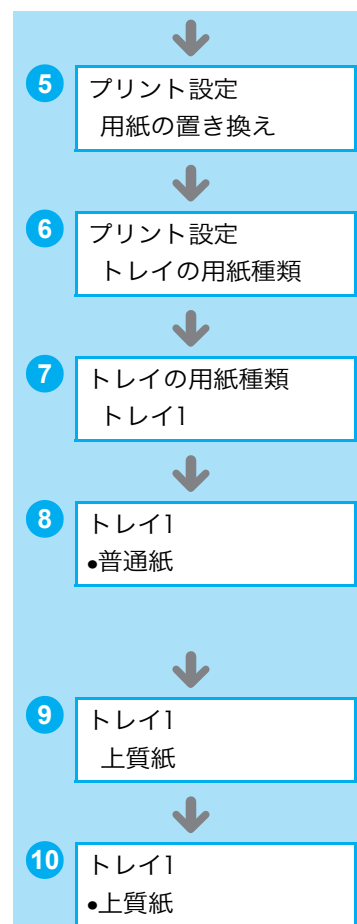 5
プリント設定
用紙の置き換え
6
プリント設定
トレイの用紙種類
7
トレイの用紙種類
トレイ1
8
トレイ1
•普通紙
9
トレイ1
上質紙
10
トレイ1
•上質紙